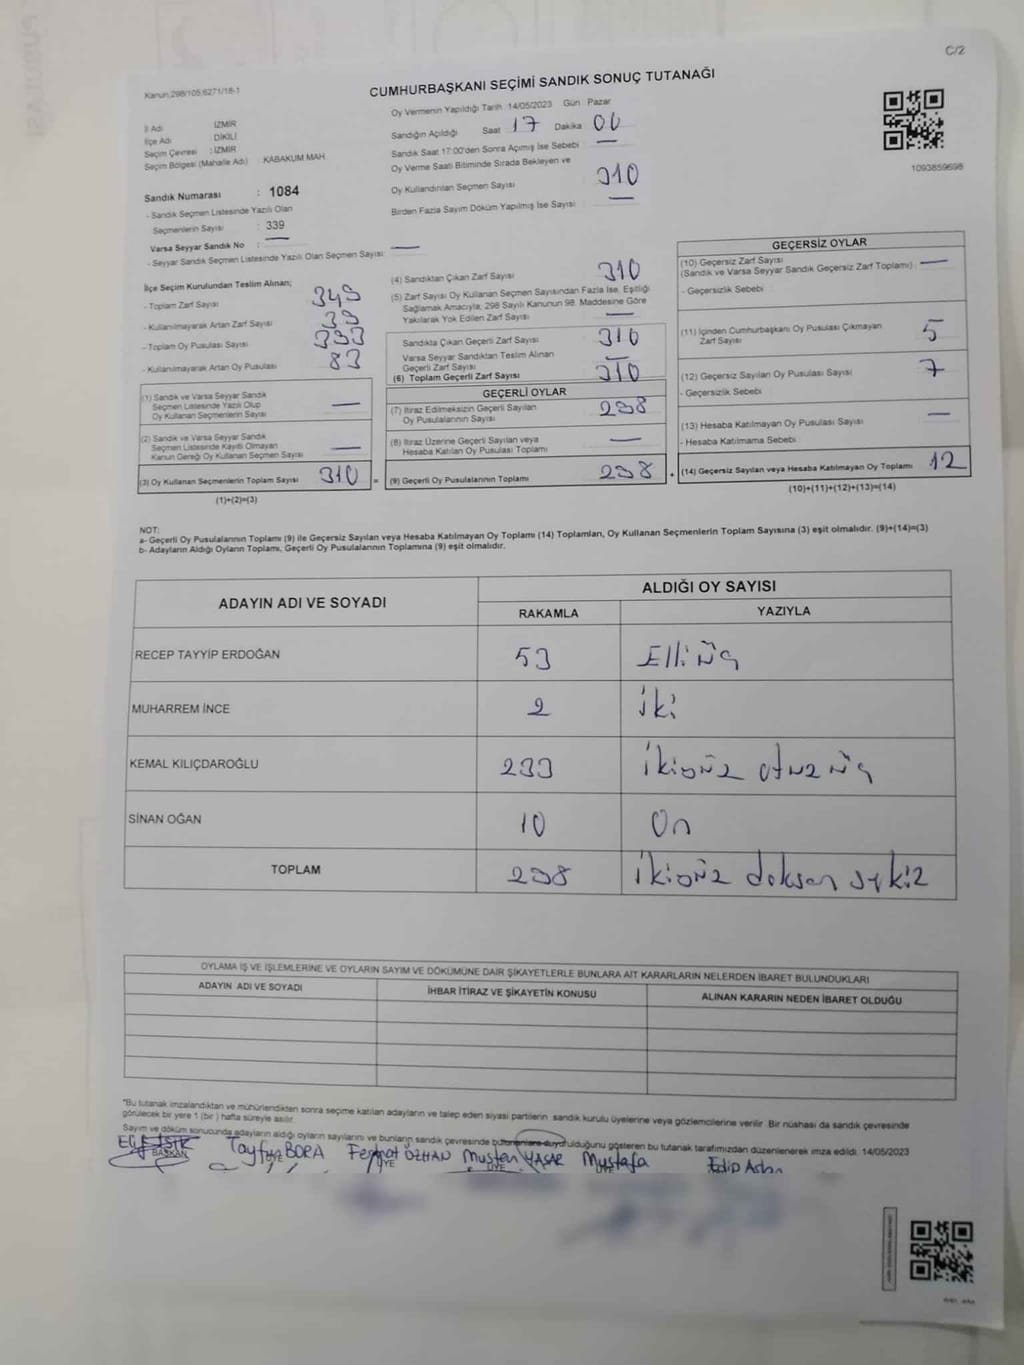 C/2
Kanun:298/105;6271/18-1
CUMHURBAŞKANI SEÇİMİ SANDIK SONUÇ TUTANAĞI
İl Adı : İZMİR
İlçe Adı : DİKİLİ
Seçim Çevresi : İZMİR
Seçim Bölgesi (Mahalle Adı) : KABAKUM MAH.
Sandık Numarası : 1084
- Sandık Seçmen Listesinde Yazılı Olan
Seçmenlerin Sayısı : 339
Varsa Seyyar Sandık No : —
- Seyyar Sandık Seçmen Listesinde Yazılı Olan Seçmen Sayısı: —
Oy Vermenin Yapıldığı Tarih 14/05/2023 Gün : Pazar
Sandığın Açıldığı Saat 17 Dakika 00
Sandık Saat 17:00'den Sonra Açımış İse Sebebi —
Oy Verme Saati Bitiminde Sırada Bekleyen ve
Oy Kullandırılan Seçmen Sayısı 310
Birden Fazla Sayım Döküm Yapılmış İse Sayısı —
1093859698
İlçe Seçim Kurulundan Teslim Alınan;
- Toplam Zarf Sayısı 349
- Kullanılmayarak Artan Zarf Sayısı 39
- Toplam Oy Pusulası Sayısı 393
- Kullanılmayarak Artan Oy Pusulası 83
(1) Sandık ve Varsa Seyyar Sandık
Seçmen Listesinde Yazılı Olup
Oy Kullanan Seçmenlerin Sayısı —
(2) Sandık ve Varsa Seyyar Sandık
Seçmen Listesinde Kayıtlı Olmayan
Kanun Gereği Oy Kullanan Seçmen Sayısı —
(3) Oy Kullanan Seçmenlerin Toplam Sayısı 310 =
(1)+(2)=(3)
(4) Sandıktan Çıkan Zarf Sayısı 310
(5) Zarf Sayısı Oy Kullanan Seçmen Sayısından Fazla İse, Eşitliği
Sağlamak Amacıyla; 298 Sayılı Kanunun 98. Maddesine Göre
Yakılarak Yok Edilen Zarf Sayısı —
Sandıkta Çıkan Geçerli Zarf Sayısı 310
Varsa Seyyar Sandıktan Teslim Alınan
Geçerli Zarf Sayısı —
(6) Toplam Geçerli Zarf Sayısı 310
GEÇERLİ OYLAR
(7) İtiraz Edilmeksizin Geçerli Sayılan
Oy Pusulalarının Sayısı 298
(8) İtiraz Üzerine Geçerli Sayılan veya
Hesaba Katılan Oy Pusulası Toplamı —
(9) Geçerli Oy Pusulalarının Toplamı 298 +
GEÇERSİZ OYLAR
(10) Geçersiz Zarf Sayısı
(Sandık ve Varsa Seyyar Sandık Geçersiz Zarf Toplamı) : —
- Geçersizlik Sebebi
(11) İçinden Cumhurbaşkanı Oy Pusulası Çıkmayan
Zarf Sayısı 5
(12) Geçersiz Sayılan Oy Pusulası Sayısı 7
- Geçersizlik Sebebi
(13) Hesaba Katılmayan Oy Pusulası Sayısı —
- Hesaba Katılmama Sebebi
(14) Geçersiz Sayılan veya Hesaba Katılmayan Oy Toplamı 12
(10)+(11)+(12)+(13)=(14)
NOT:
a- Geçerli Oy Pusulalarının Toplamı (9) ile Geçersiz Sayılan veya Hesaba Katılmayan Oy Toplamı (14) Toplamları, Oy Kullanan Seçmenlerin Toplam Sayısına (3) eşit olmalıdır. (9)+(14)=(3)
b- Adayların Aldığı Oyların Toplamı, Geçerli Oy Pusulalarının Toplamına (9) eşit olmalıdır.
ADAYIN ADI VE SOYADI ALDIĞI OY SAYISI
RAKAMLA YAZIYLA
RECEP TAYYİP ERDOĞAN 53 Elliüç
MUHARREM İNCE 2 İki
KEMAL KILIÇDAROĞLU 233 İkiyüz otuzüç
SİNAN OĞAN 10 On
TOPLAM 298 İkiyüz doksan sekiz
OYLAMA İŞ VE İŞLEMLERİNE VE OYLARIN SAYIM VE DÖKÜMÜNE DAİR ŞİKAYETLERLE BUNLARA AİT KARARLARIN NELERDEN İBARET BULUNDUKLARI
ADAYIN ADI VE SOYADI İHBAR İTİRAZ VE ŞİKAYETİN KONUSU ALINAN KARARIN NEDEN İBARET OLDUĞU
"Bu tutanak imzalandıktan ve mühürlendikten sonra seçime katılan adayların ve talep eden siyasi partilerin sandık kurulu üyelerine veya gözlemcilerine verilir. Bir nüshası da sandık çevresinde
görülecek bir yere 1 (bir ) hafta süreyle asılır.
Sayım ve döküm sonucunda adayların aldığı oyların sayılarını ve bunların sandık çevresinde duyurulduğunu gösteren bu tutanak tarafımızdan düzenlenerek imza edildi. 14/05/2023
EGE IŞIK Tayfun BORA Ferhat ÖZHAN YAŞAR Mustafa Edip
BAŞKAN ÜYE ÜYE ÜYE ÜYE